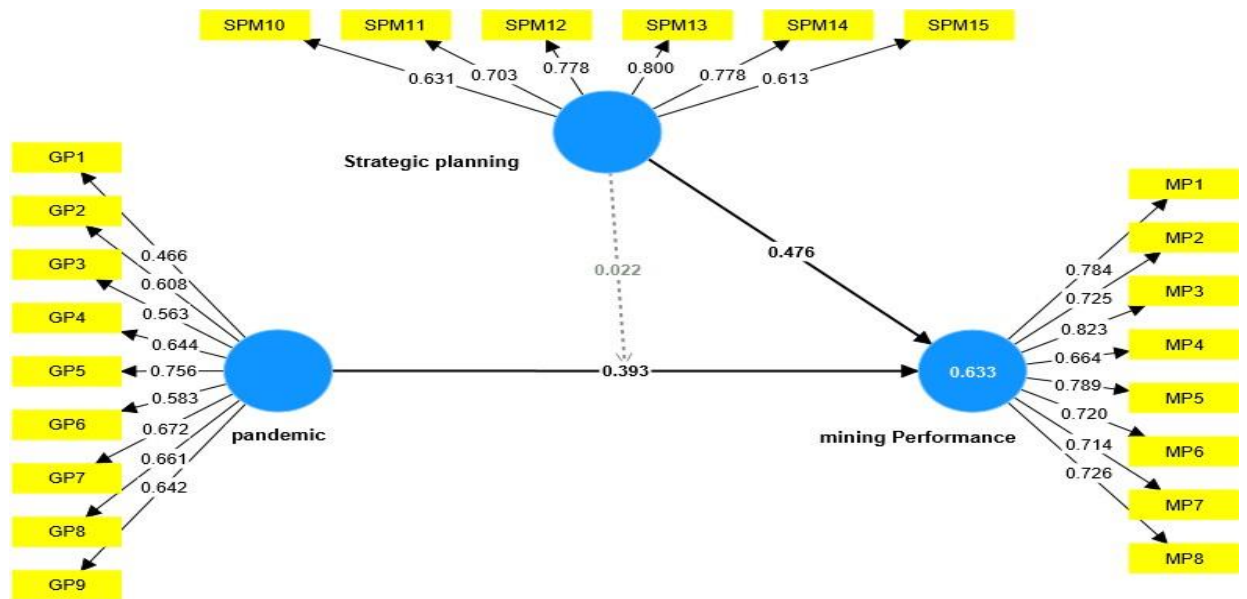 SPM10 SPM11 SPM12 SPM13 SPM14 SPM15
0.631 0.703 0.778 0.800 0.778 0.613
Strategic planning
GP1
GP2
GP3
GP4
GP5
GP6
GP7
GP8
GP9
0.466
0.608
0.563
0.644
0.756
0.583
0.672
0.661
0.642
pandemic
0.022
0.476
0.393
0.633
mining Performance
0.784
0.725
0.823
0.664
0.789
0.720
0.714
0.726
MP1
MP2
MP3
MP4
MP5
MP6
MP7
MP8